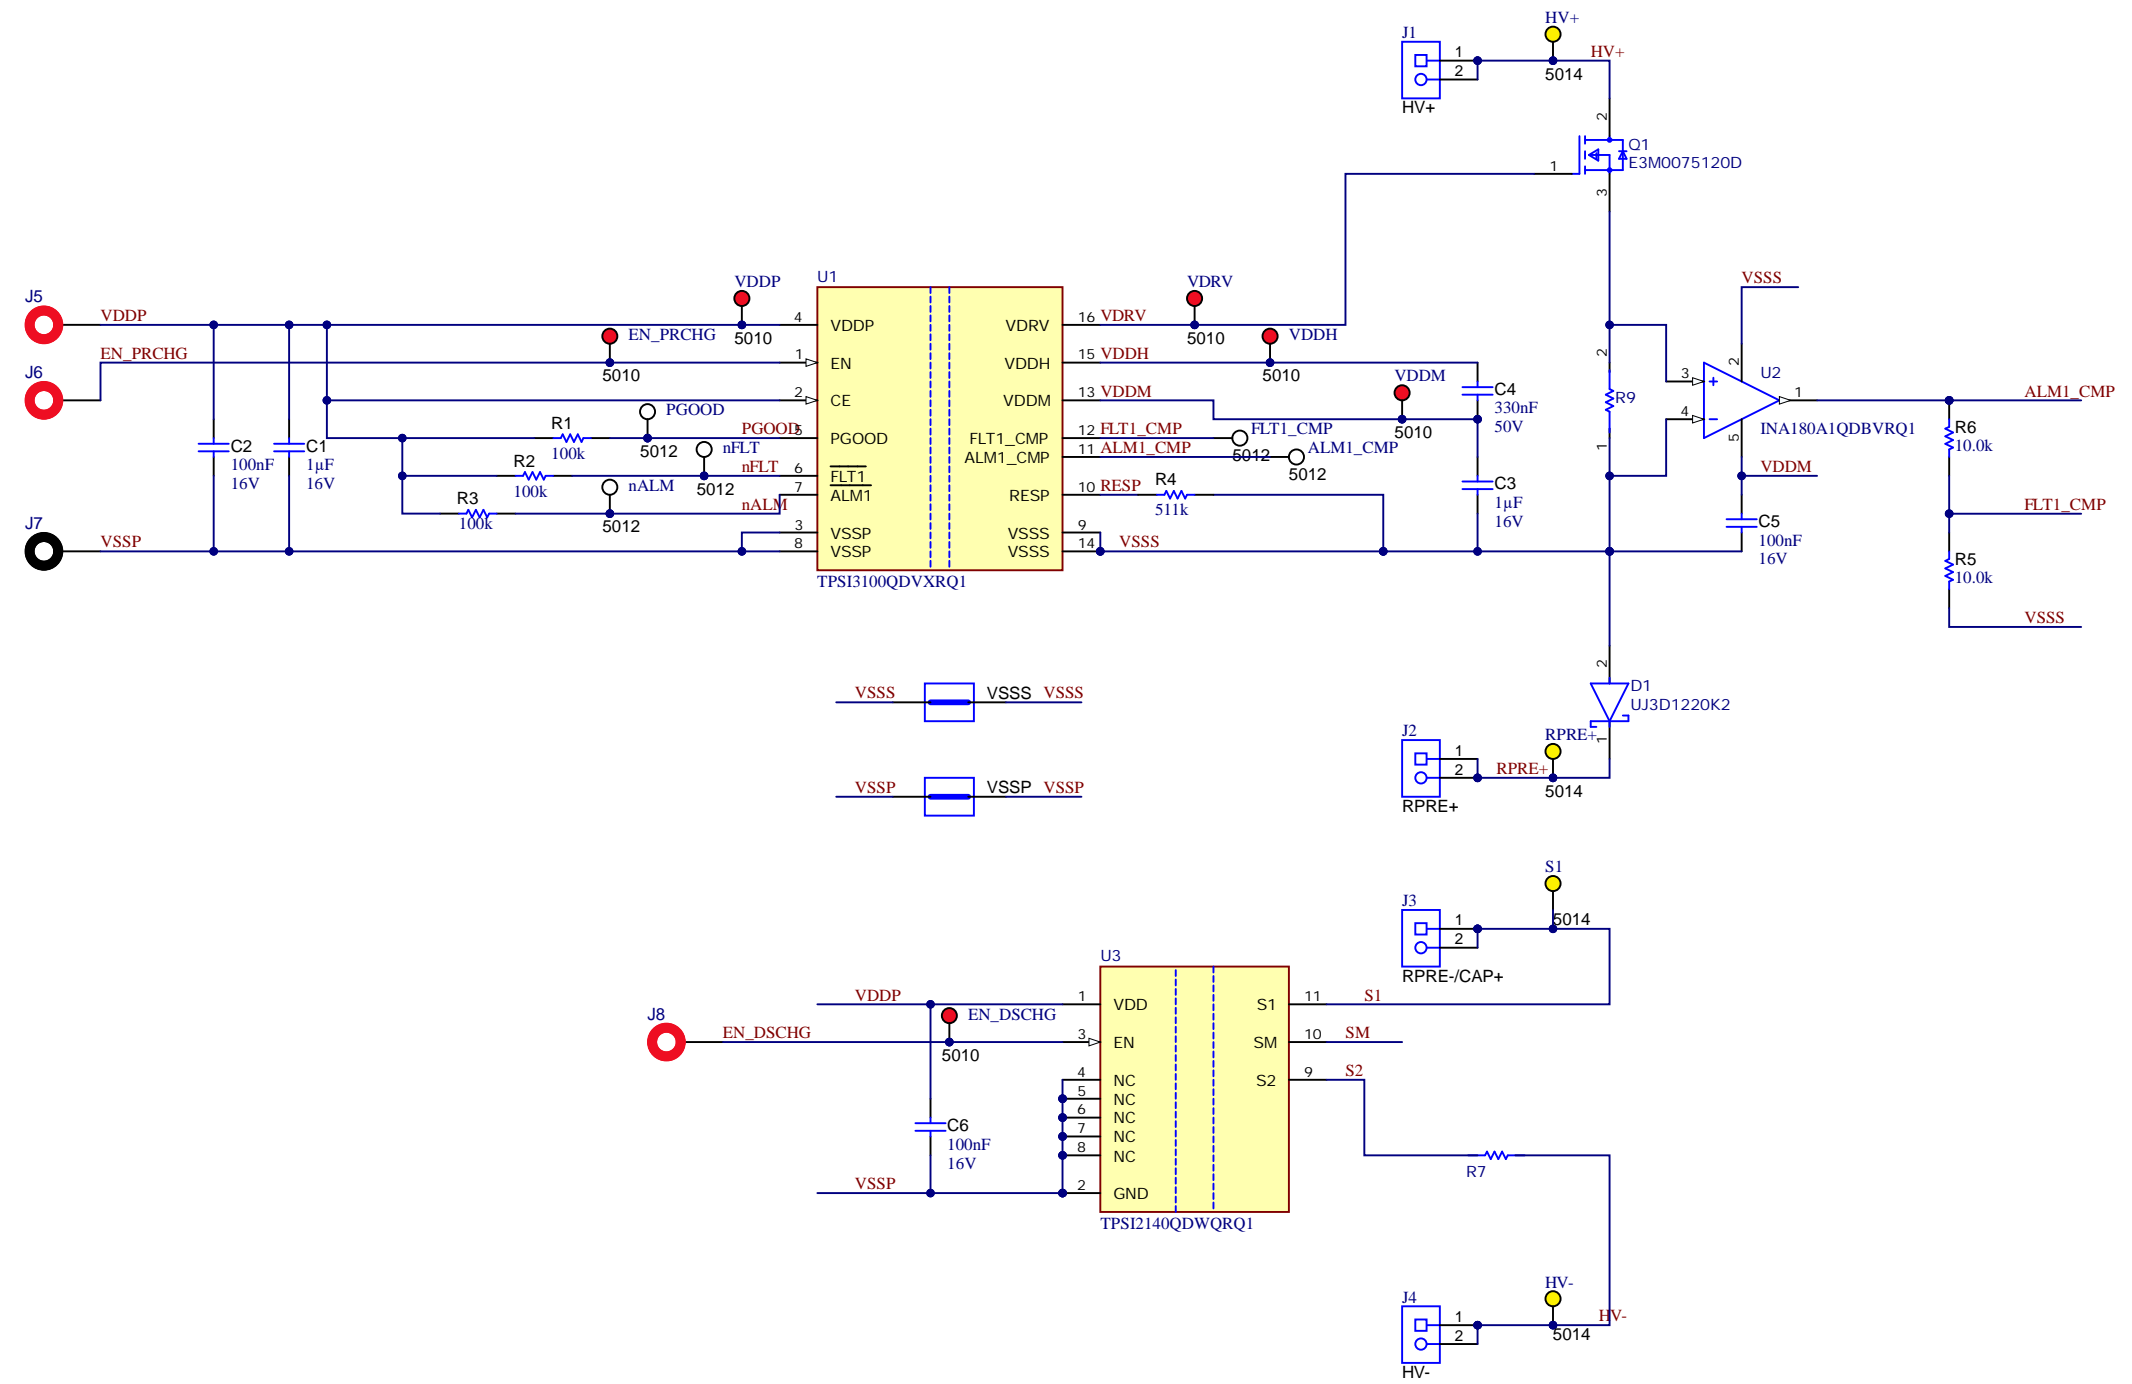 HV+
J1
1
2
HV+
5014
HV+
2
Q1
E3M0075120D
1
3
J5
VDDP
EN_PRCHG
J6
C2
100nF
16V
C1
1µF
16V
J7
VSSP
VDDP
5010
EN_PRCHG
5010
R1
100k
PGOOD
5012
PGOOD
R2
100k
nFLT
5012
nFLT
R3
100k
nALM
5012
nALM
U1
4 VDDP
1 EN
2 CE
5 PGOOD
6 FLT1
7 ALM1
3 VSSP
8 VSSP
VDRV 16 VDRV
VDDH 15 VDDH
VDDM 13 VDDM
FLT1_CMP 12 FLT1_CMP
ALM1_CMP 11 ALM1_CMP
RESP 10 RESP
VSSS 9
VSSS 14 VSSS
TPSI3100QDVXRQ1
VDRV
5010
VDDH
5010
VDDM
5010
FLT1_CMP
5012
ALM1_CMP
5012
R4
511k
C4
330nF
50V
C3
1µF
16V
2
R9
1
VSSS
2
U2
3
4
+
−
1
5
INA180A1QDBVRQ1
VDDM
C5
100nF
16V
ALM1_CMP
R6
10.0k
FLT1_CMP
R5
10.0k
VSSS
VSSS VSSS VSSS
VSSP VSSP VSSP
2
D1
UJ3D1220K2
1
J2
1
2
RPRE+
RPRE+
RPRE+
5014
S1
J3
1
2
5014
RPRE-/CAP+
U3
VDDP
1 VDD
J8
EN_DSCHG
EN_DSCHG
5010
3 EN
4 NC
5 NC
6 NC
7 NC
8 NC
2 GND
C6
100nF
16V
VSSP
S1 11 S1
SM 10 SM
S2 9 S2
TPSI2140QDWQRQ1
R7
HV-
J4
1
2
5014
HV-
HV-